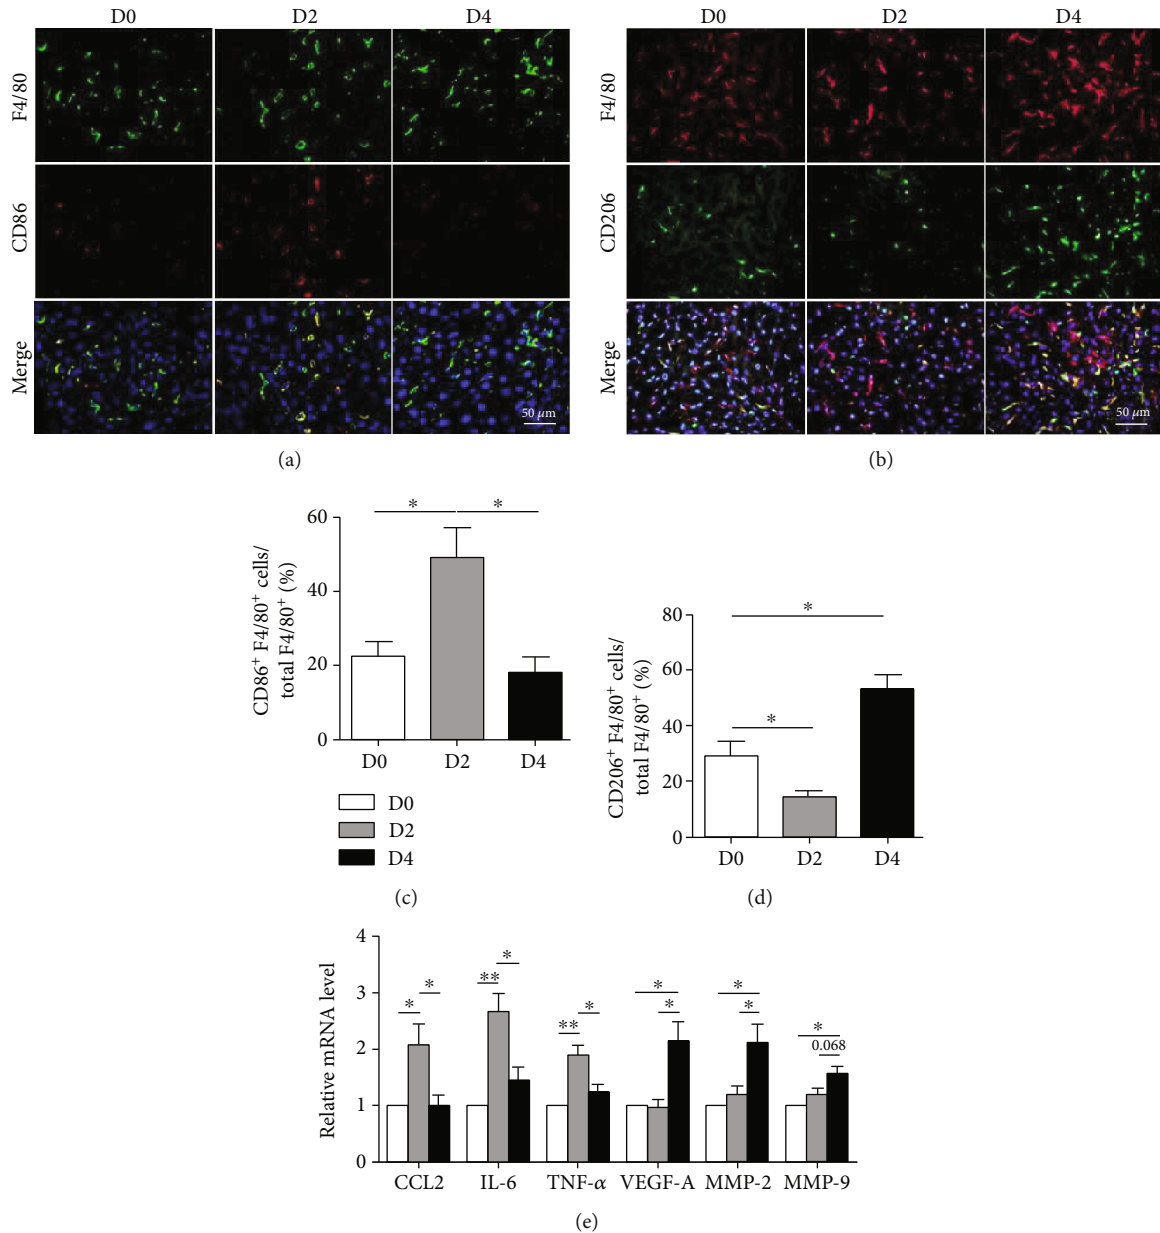 D0 D2 D4
F4/80
CD86
Merge
50 μm
(a)
D0 D2 D4
F4/80
CD206
Merge
50 μm
(b)
* *
CD86⁺ F4/80⁺ cells/
total F4/80⁺ (%)
60
40
20
0
D0 D2 D4
D0
D2
D4
(c)
*
*
CD206⁺ F4/80⁺ cells/
total F4/80⁺ (%)
80
60
40
20
0
D0 D2 D4
(d)
Relative mRNA level
4
3
2
1
0
* *
** *
** *
* *
* *
* 0.068
CCL2 IL-6 TNF-α VEGF-A MMP-2 MMP-9
(e)